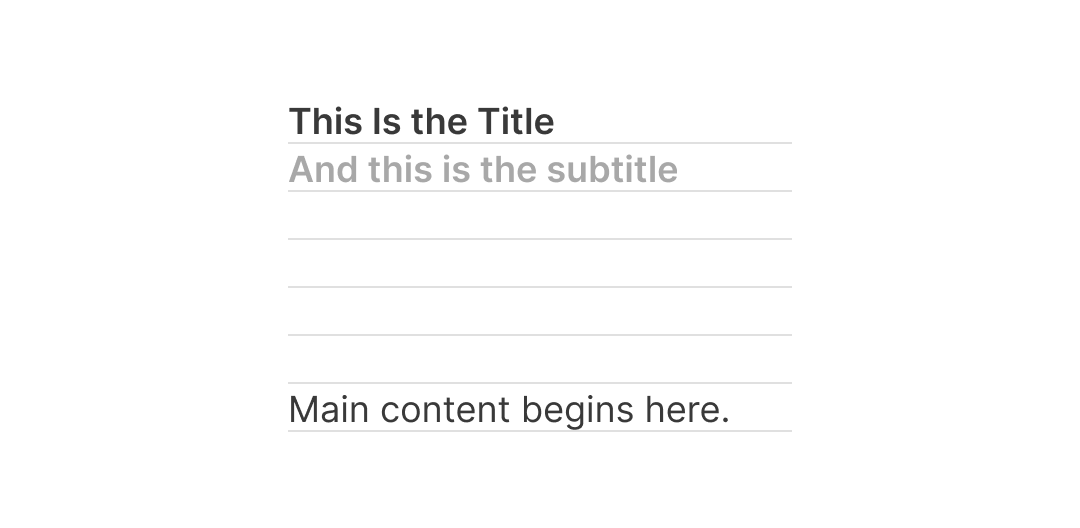 This Is the Title
And this is the subtitle
Main content begins here.